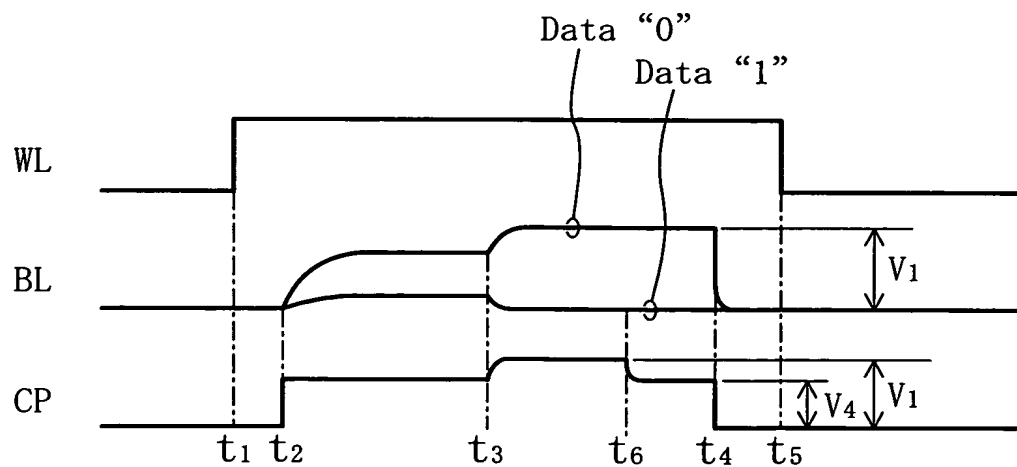 Data “0”
Data “1”
WL
BL
V1
CP
V4
V1
t1 t2 t3 t6 t4 t5